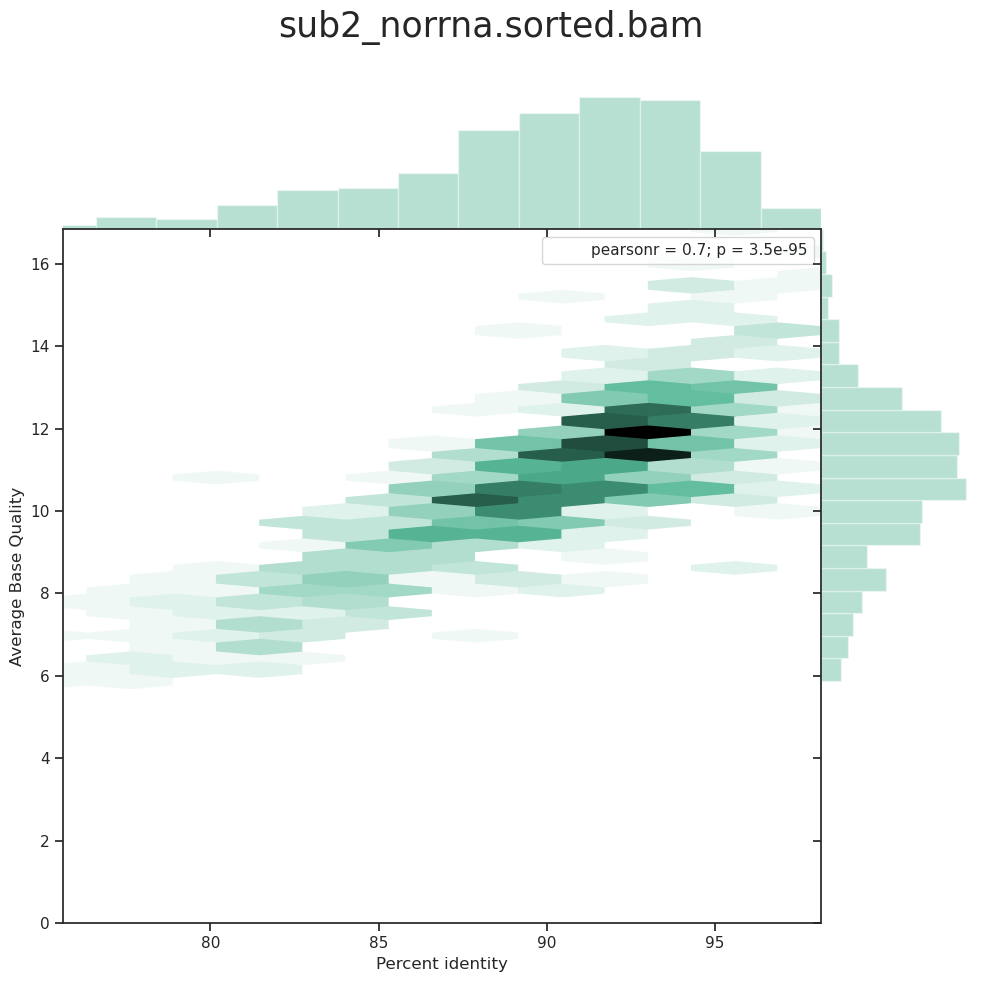 sub2_norrna.sorted.bam
pearsonr = 0.7; p = 3.5e-95
16
14
12
10
8
6
4
2
0
Average Base Quality
80 85 90 95
Percent identity